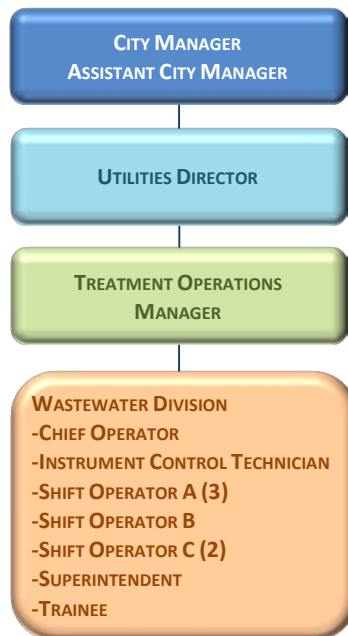 City Manager
Assistant City Manager
Utilities Director
Treatment Operations
Manager
Wastewater Division
-Chief Operator
-Instrument Control Technician
-Shift Operator A (3)
-Shift Operator B
-Shift Operator C (2)
-Superintendent
-Trainee